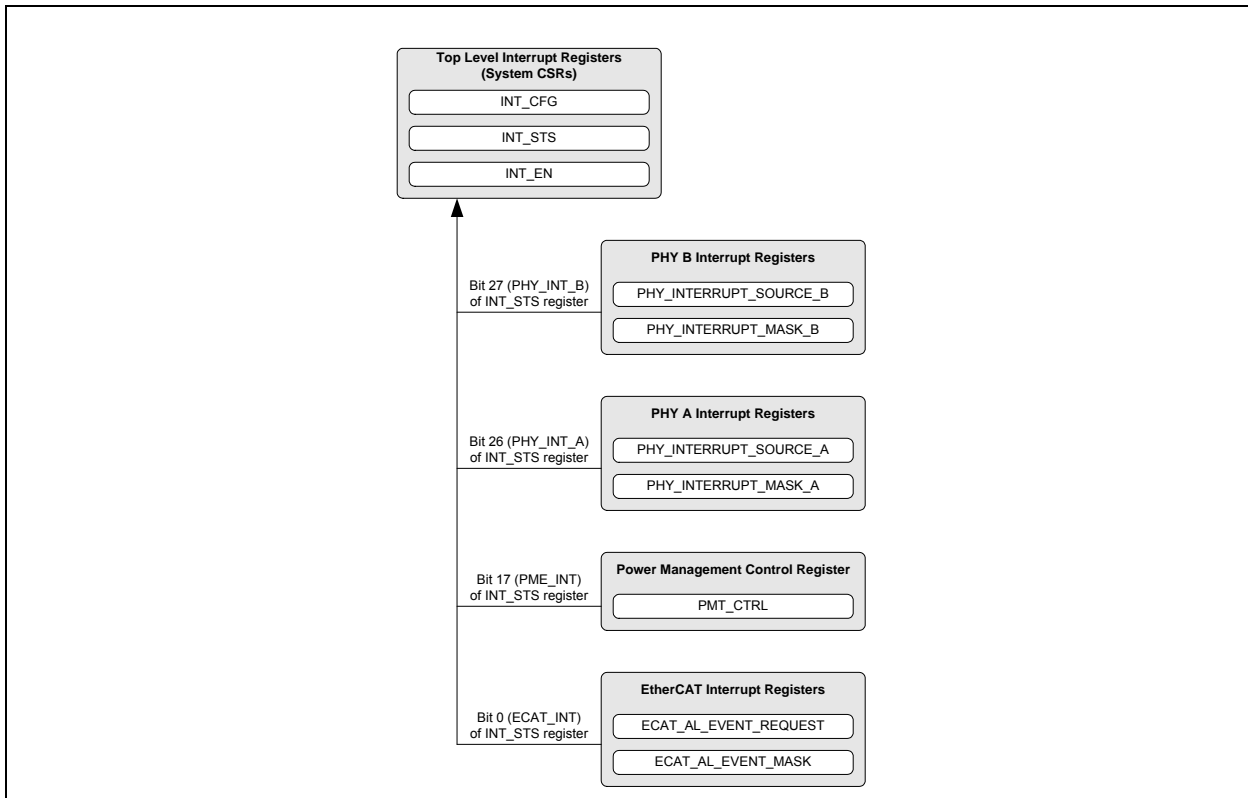 Top Level Interrupt Registers
(System CSRs)
INT_CFG
INT_STS
INT_EN
PHY B Interrupt Registers
Bit 27 (PHY_INT_B)
of INT_STS register
PHY_INTERRUPT_SOURCE_B
PHY_INTERRUPT_MASK_B
PHY A Interrupt Registers
Bit 26 (PHY_INT_A)
of INT_STS register
PHY_INTERRUPT_SOURCE_A
PHY_INTERRUPT_MASK_A
Power Management Control Register
Bit 17 (PME_INT)
of INT_STS register
PMT_CTRL
EtherCAT Interrupt Registers
Bit 0 (ECAT_INT)
of INT_STS register
ECAT_AL_EVENT_REQUEST
ECAT_AL_EVENT_MASK